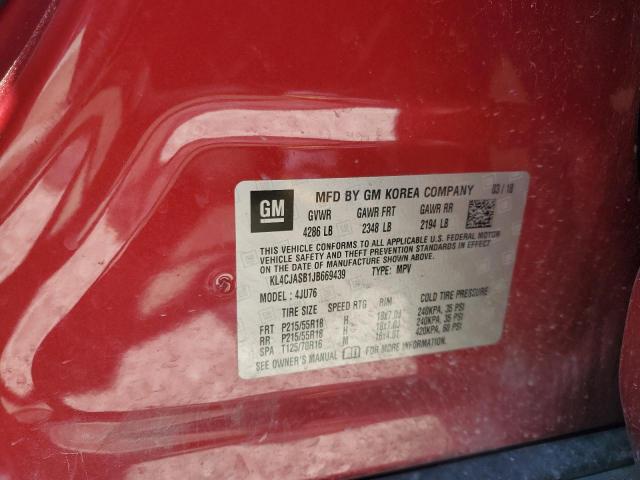 GM MFD BY GM KOREA COMPANY 03/18
GVWR GAWR FRT GAWR RR
4286 LB 2348 LB 2194 LB
THIS VEHICLE CONFORMS TO ALL APPLICABLE U.S. FEDERAL MOTOR
VEHICLE SAFETY AND THEFT PREVENTION STANDARDS IN EFFECT ON
THE DATE OF MANUFACTURE SHOWN ABOVE.
KL4CJASB1JB669439 TYPE: MPV
MODEL: 4JU76
TIRE SIZE SPEED RTG RIM COLD TIRE PRESSURE
FRT P215/55R18 H 18X7.0J 240KPA, 35 PSI
RR P215/55R18 H 18X7.0J 240KPA, 35 PSI
SPA T125/70R16 M 16X4.0T 420KPA, 60 PSI
SEE OWNER'S MANUAL FOR MORE INFORMATION.